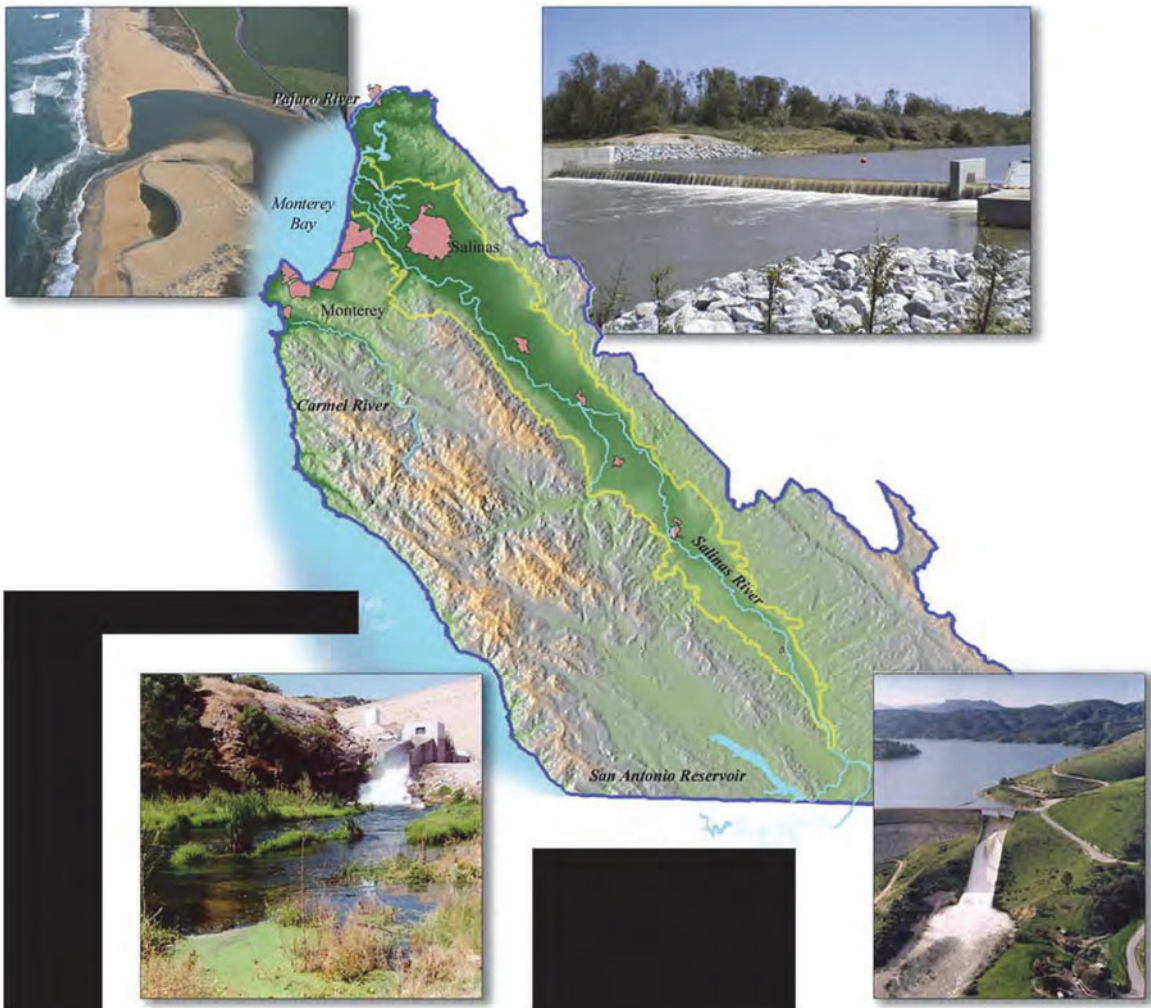 Pajaro River
Monterey
Bay
Salinas
Monterey
Carmel River
Salinas River
San Antonio Reservoir